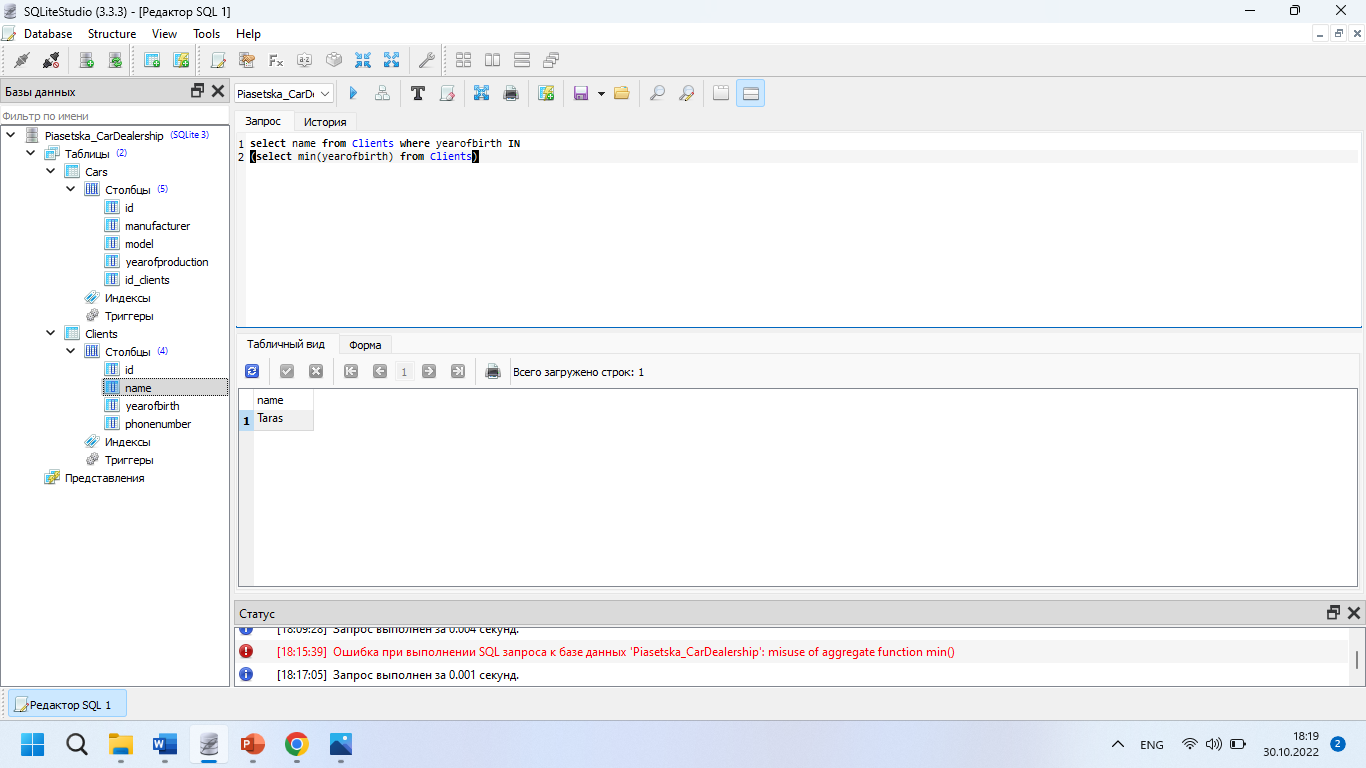 SQLiteStudio (3.3.3) - [Редактор SQL 1]
Database Structure View Tools Help
Базы данных
Фильтр по имени
Piasetska_CarDealership (SQLite 3)
Таблицы (2)
Cars
Столбцы (5)
id
manufacturer
model
yearofproduction
id_clients
Индексы
Триггеры
Clients
Столбцы (4)
id
name
yearofbirth
phonenumber
Индексы
Триггеры
Представления
Piasetska_CarD
Запрос История
1 select name from Clients where yearofbirth IN
2 (select min(yearofbirth) from Clients)
Табличный вид Форма
1 Всего загружено строк: 1
name
1 Taras
Статус
[18:09:28] Запрос выполнен за 0.004 секунд.
[18:15:39] Ошибка при выполнении SQL запроса к базе данных 'Piasetska_CarDealership': misuse of aggregate function min()
[18:17:05] Запрос выполнен за 0.001 секунд.
Редактор SQL 1
ENG
18:19
30.10.2022
2